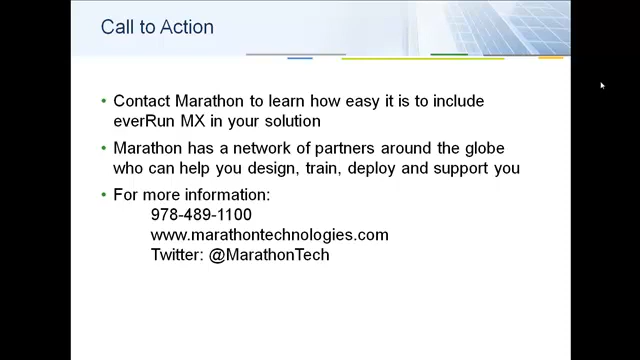 Call to Action
• Contact Marathon to learn how easy it is to include
everRun MX in your solution
• Marathon has a network of partners around the globe
who can help you design, train, deploy and support you
• For more information:
978-489-1100
www.marathontechnologies.com
Twitter: @MarathonTech